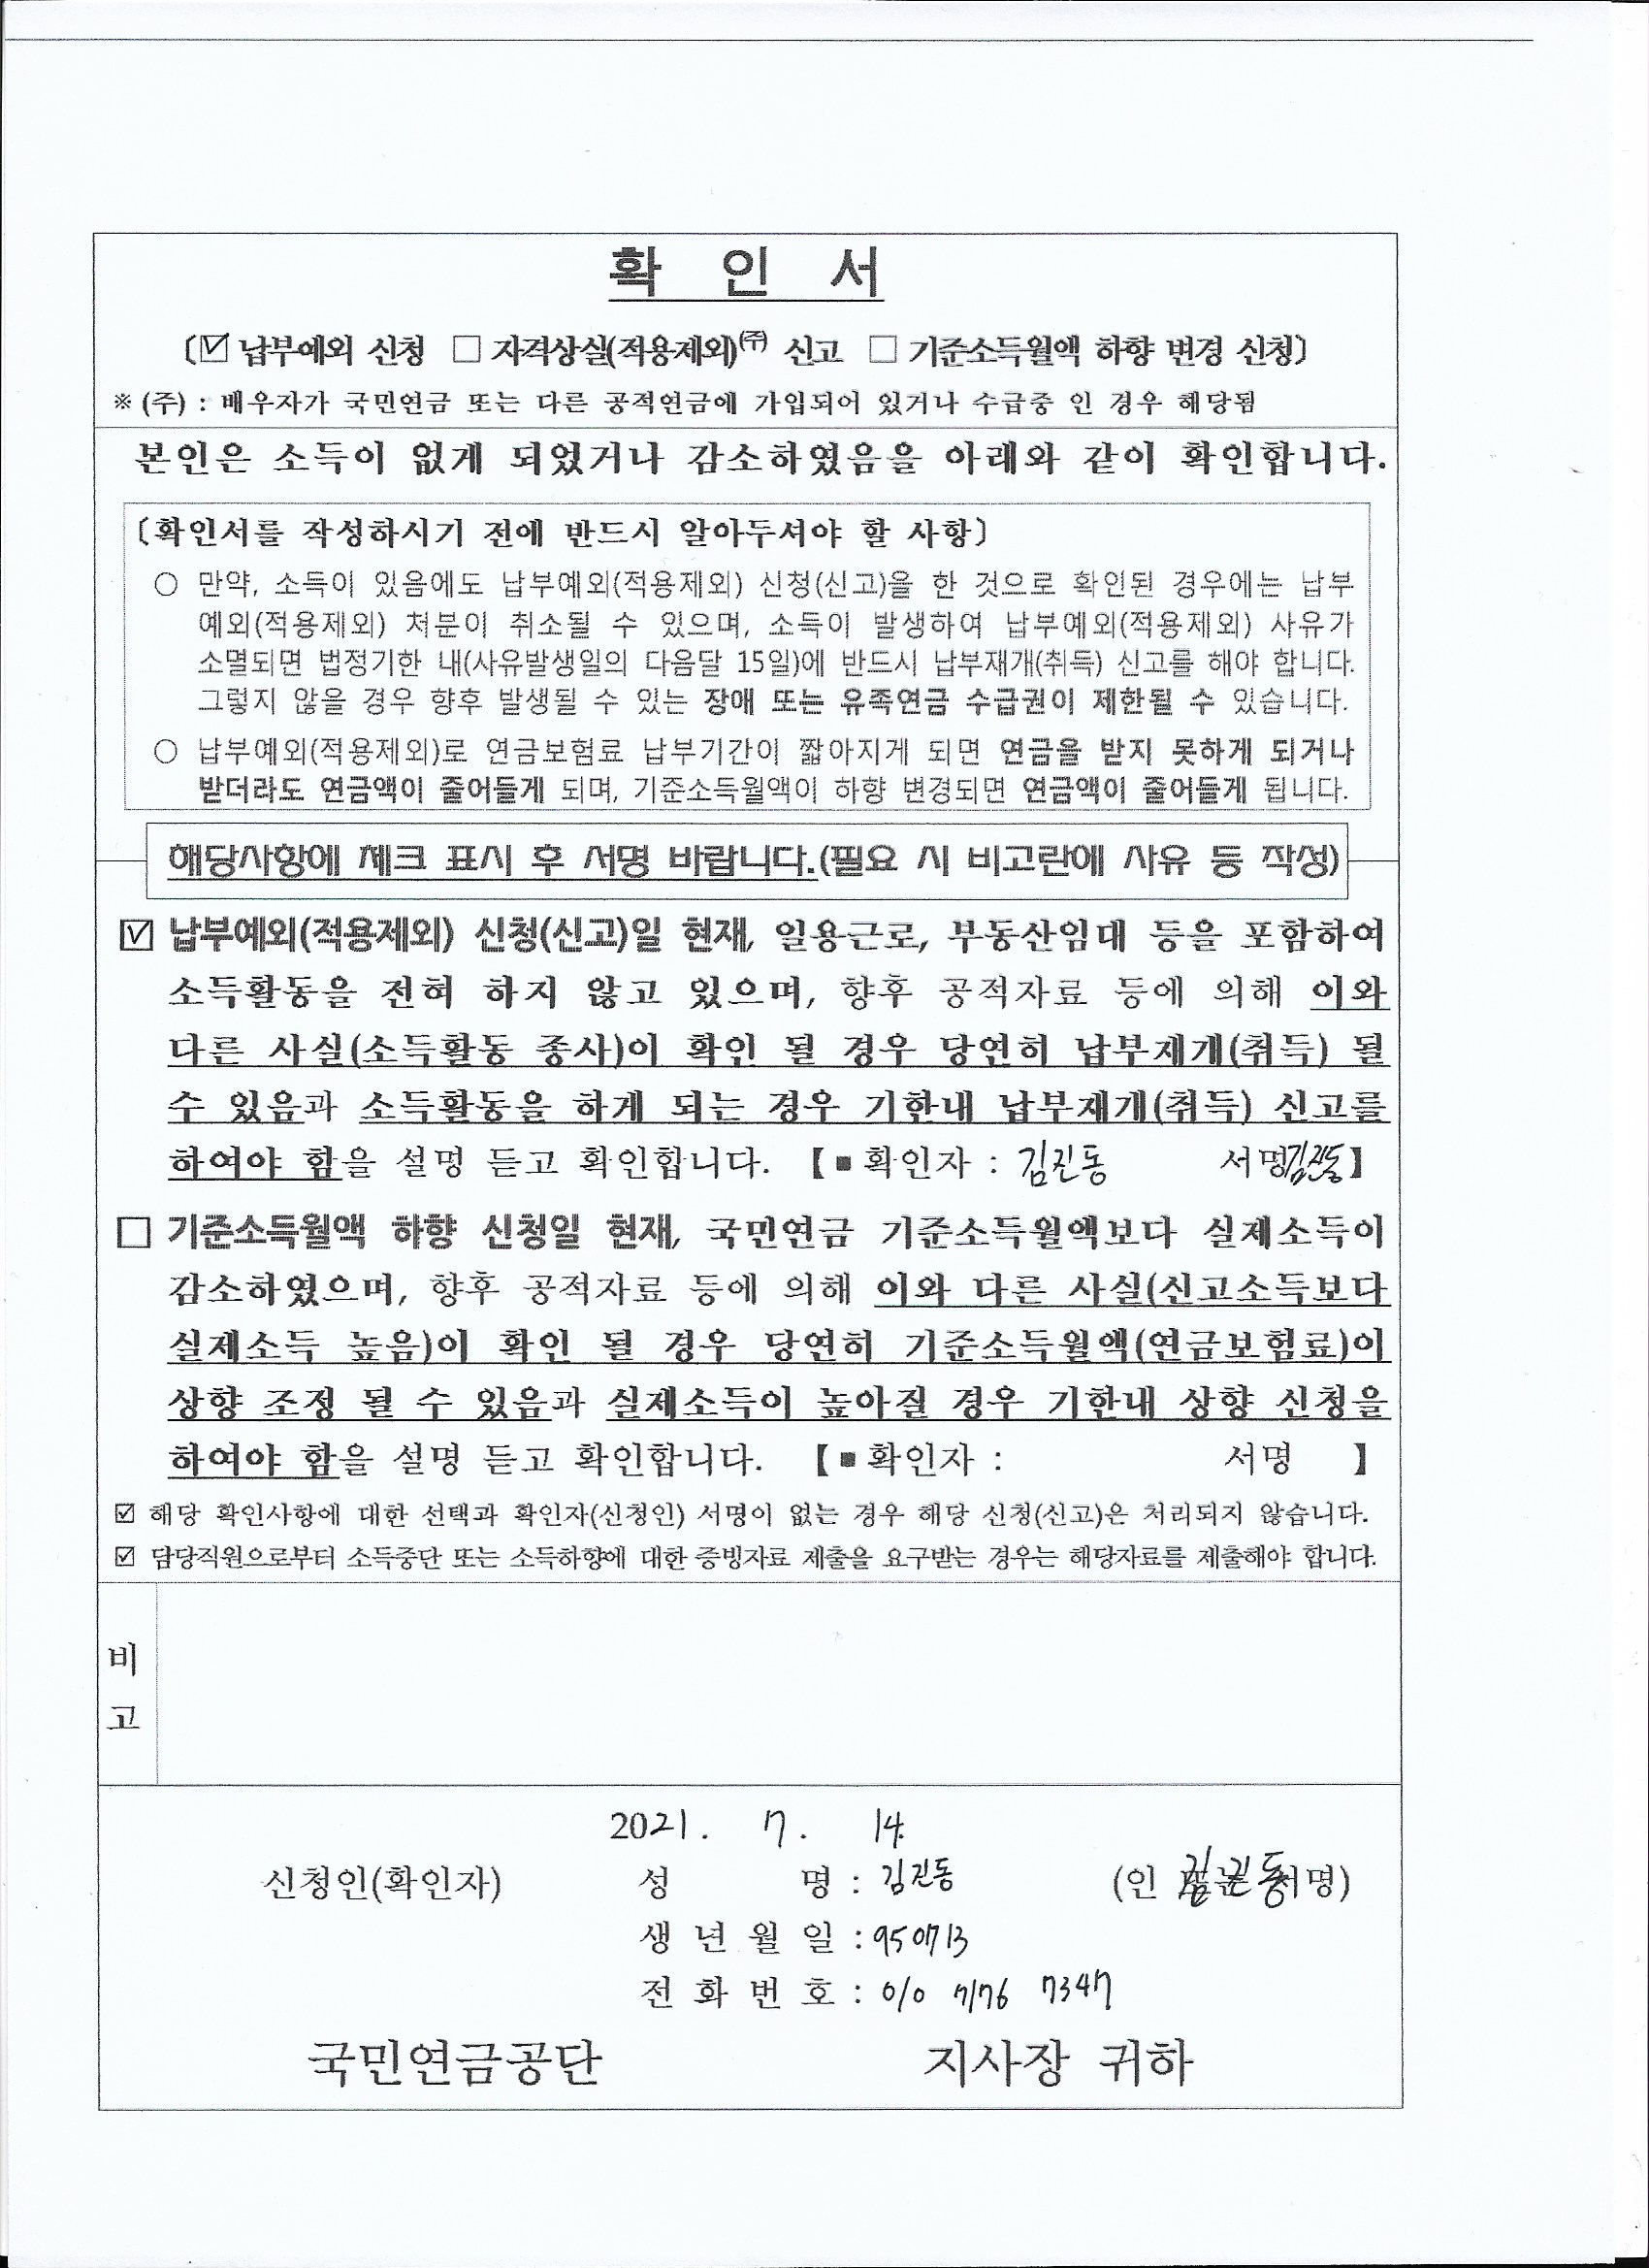 확 인 서
〔☑ 납부예외 신청 □ 자격상실(적용제외)(주) 신고 □ 기준소득월액 하향 변경 신청〕
※ (주) : 배우자가 국민연금 또는 다른 공적연금에 가입되어 있거나 수급중 인 경우 해당됨
본인은 소득이 없게 되었거나 감소하였음을 아래와 같이 확인합니다.
〔확인서를 작성하시기 전에 반드시 알아두셔야 할 사항〕
○ 만약, 소득이 있음에도 납부예외(적용제외) 신청(신고)을 한 것으로 확인된 경우에는 납부
예외(적용제외) 처분이 취소될 수 있으며, 소득이 발생하여 납부예외(적용제외) 사유가
소멸되면 법정기한 내(사유발생일의 다음달 15일)에 반드시 납부재개(취득) 신고를 해야 합니다.
그렇지 않을 경우 향후 발생될 수 있는 장애 또는 유족연금 수급권이 제한될 수 있습니다.
○ 납부예외(적용제외)로 연금보험료 납부기간이 짧아지게 되면 연금을 받지 못하게 되거나
받더라도 연금액이 줄어들게 되며, 기준소득월액이 하향 변경되면 연금액이 줄어들게 됩니다.
해당사항에 체크 표시 후 서명 바랍니다.(필요 시 비고란에 사유 등 작성)
☑ 납부예외(적용제외) 신청(신고)일 현재, 일용근로, 부동산임대 등을 포함하여
소득활동을 전혀 하지 않고 있으며, 향후 공적자료 등에 의해 이와
다른 사실(소득활동 종사)이 확인 될 경우 당연히 납부재개(취득) 될
수 있음과 소득활동을 하게 되는 경우 기한내 납부재개(취득) 신고를
하여야 함을 설명 듣고 확인합니다. 【▪확인자 : 김진동 서명 김진동】
□ 기준소득월액 하향 신청일 현재, 국민연금 기준소득월액보다 실제소득이
감소하였으며, 향후 공적자료 등에 의해 이와 다른 사실(신고소득보다
실제소득 높음)이 확인 될 경우 당연히 기준소득월액(연금보험료)이
상향 조정 될 수 있음과 실제소득이 높아질 경우 기한내 상향 신청을
하여야 함을 설명 듣고 확인합니다. 【▪확인자 : 서명 】
☑ 해당 확인사항에 대한 선택과 확인자(신청인) 서명이 없는 경우 해당 신청(신고)은 처리되지 않습니다.
☑ 담당직원으로부터 소득중단 또는 소득하향에 대한 증빙자료 제출을 요구받는 경우는 해당자료를 제출해야 합니다.
비
고
2021. 7. 14.
신청인(확인자) 성 명 : 김진동 (인 김진동 서명)
생 년 월 일 : 950713
전 화 번 호 : 010 7176 7347
국민연금공단 지사장 귀하